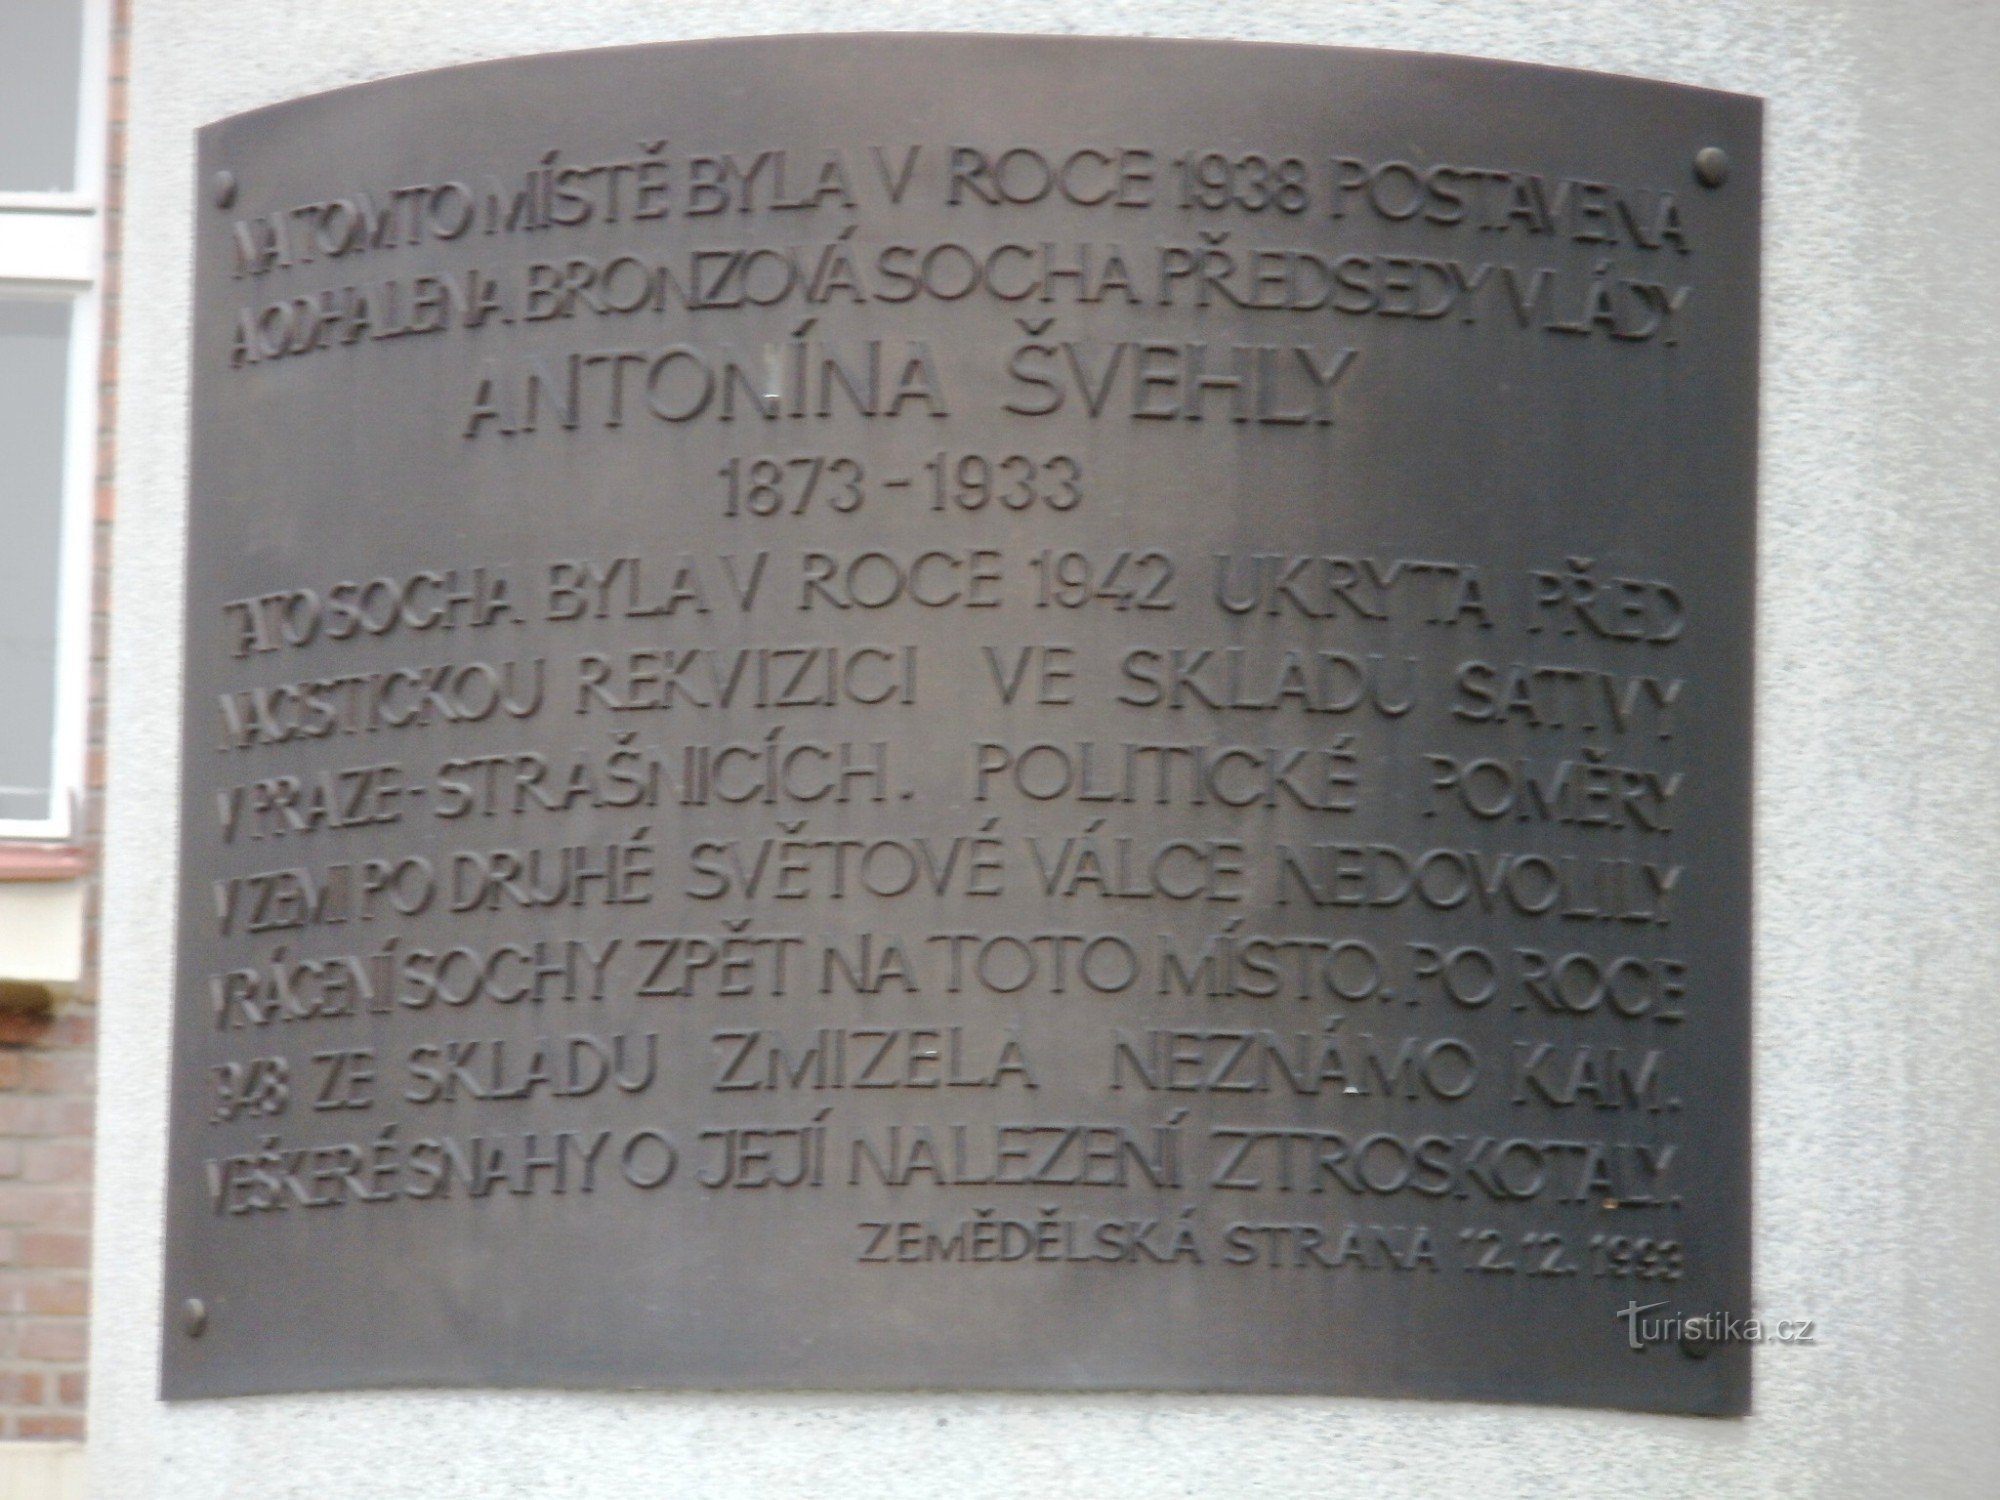 NA TOMTO MÍSTĚ BYLA V ROCE 1938 POSTAVENA
A ODHALENA BRONZOVÁ SOCHA PŘEDSEDY VLÁDY
ANTONÍNA ŠVEHLY
1873-1933
TATO SOCHA BYLA V ROCE 1942 UKRYTA PŘED
NACISTICKOU REKVIZICI VE SKLADU SATIVY
V PRAZE-STRAŠNICÍCH. POLITICKÉ POMĚRY
V ZEMI PO DRUHÉ SVĚTOVÉ VÁLCE NEDOVOLILY
VRÁCENÍ SOCHY ZPĚT NA TOTO MÍSTO. PO ROCE
1948 ZE SKLADU ZMIZELA NEZNÁMO KAM.
VEŠKERÉ SNAHY O JEJÍ NALEZENÍ ZTROSKOTALY.
ZEMĚDĚLSKÁ STRANA 12.12.1993
Turistika.cz